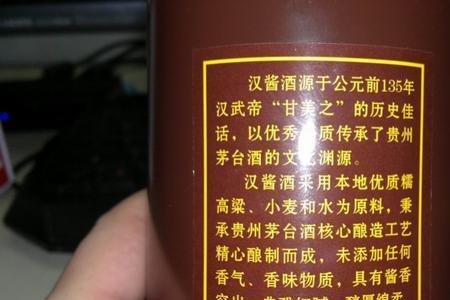 汉酱酒源于公元前135年
汉武帝“甘美之”的历史佳
话，以优秀品质传承了贵州
茅台酒的文化渊源。
汉酱酒采用本地优质糯
高粱、小麦和水为原料，秉
承贵州茅台酒核心酿造工艺
精心酿制而成，未添加任何
香气、香味物质，具有酱香